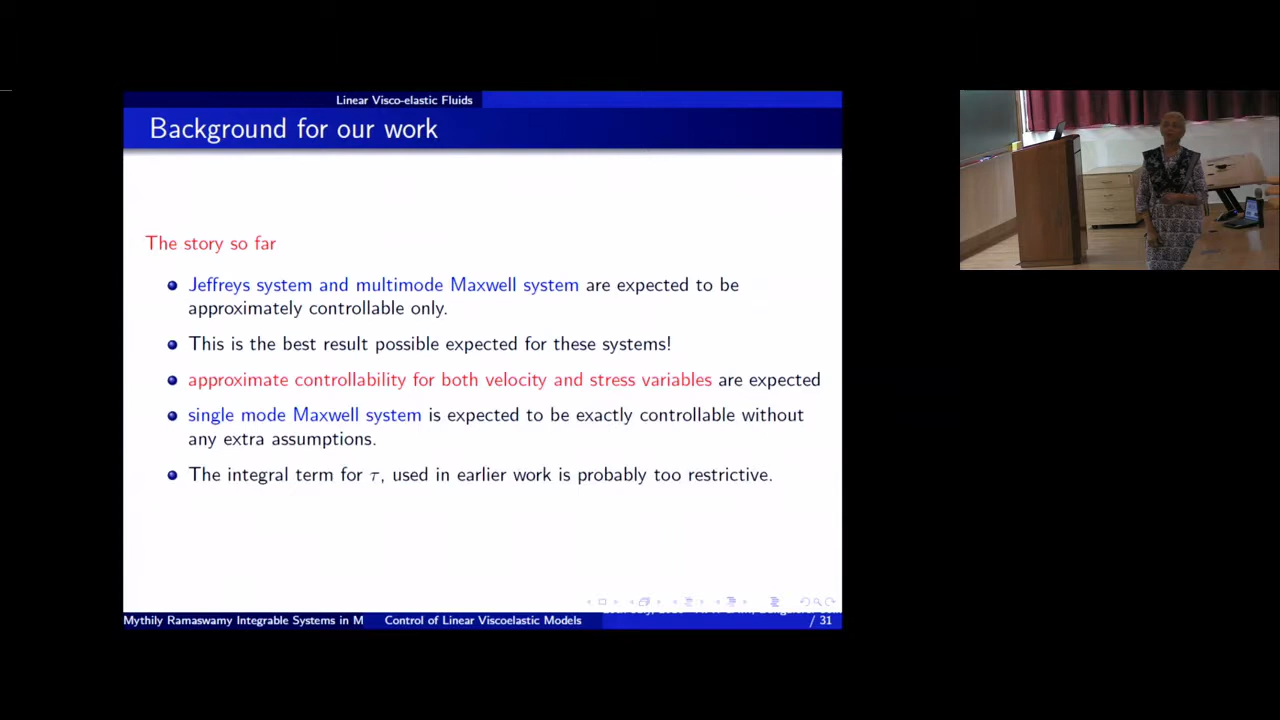 Linear Visco-elastic Fluids
Background for our work
The story so far
Jeffreys system and multimode Maxwell system are expected to be
approximately controllable only.
This is the best result possible expected for these systems!
approximate controllability for both velocity and stress variables are expected
single mode Maxwell system is expected to be exactly controllable without
any extra assumptions.
The integral term for τ, used in earlier work is probably too restrictive.
Mythily Ramaswamy Integrable Systems in M Control of Linear Viscoelastic Models / 31